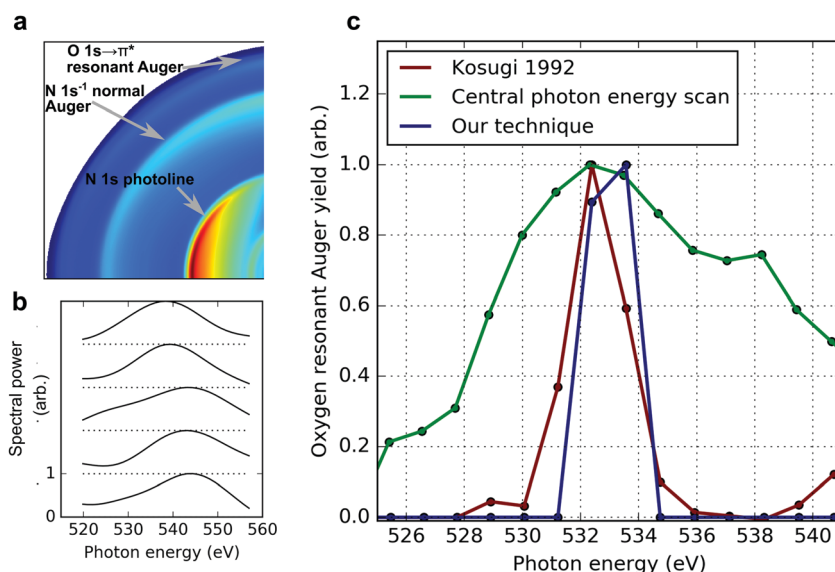 a
O 1s→π*
resonant Auger
N 1s⁻¹ normal
Auger
N 1s photoline
b
Spectral power
(arb.)
1
0
520 530 540 550 560
Photon energy (eV)
c
Kosugi 1992
Central photon energy scan
Our technique
Oxygen resonant Auger yield (arb.)
1.2
1.0
0.8
0.6
0.4
0.2
0.0
526 528 530 532 534 536 538 540
Photon energy (eV)